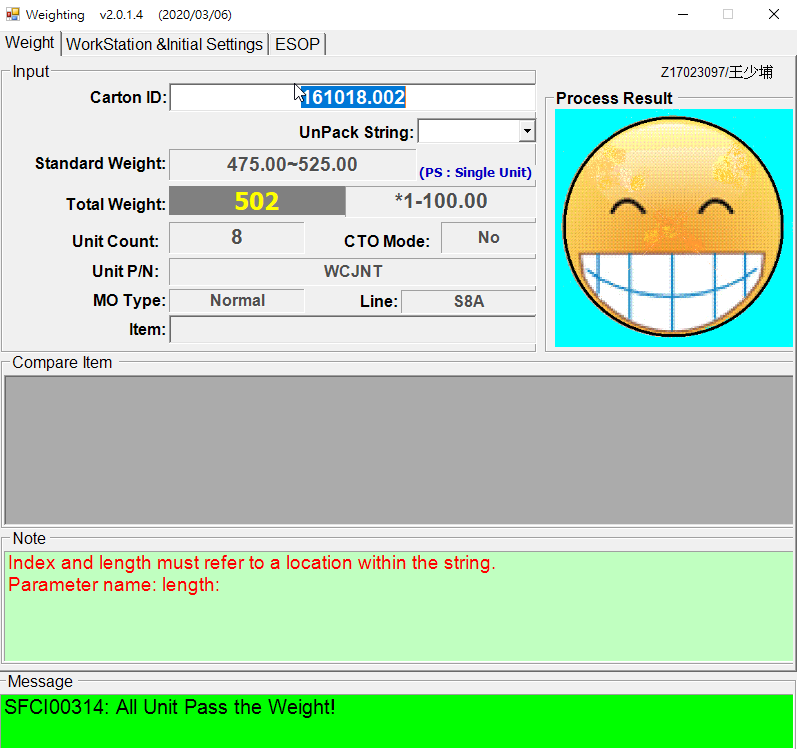 Weighting v2.0.1.4 (2020/03/06)
Weight WorkStation &Initial Settings ESOP
Input
Z17023097/王少埔
Carton ID: 161018.002
Process Result
UnPack String:
Standard Weight: 475.00~525.00 (PS : Single Unit)
Total Weight: 502 *1-100.00
Unit Count: 8 CTO Mode: No
Unit P/N: WCJNT
MO Type: Normal Line: S8A
Item:
Compare Item
Note
Index and length must refer to a location within the string.
Parameter name: length:
Message
SFCI00314: All Unit Pass the Weight!